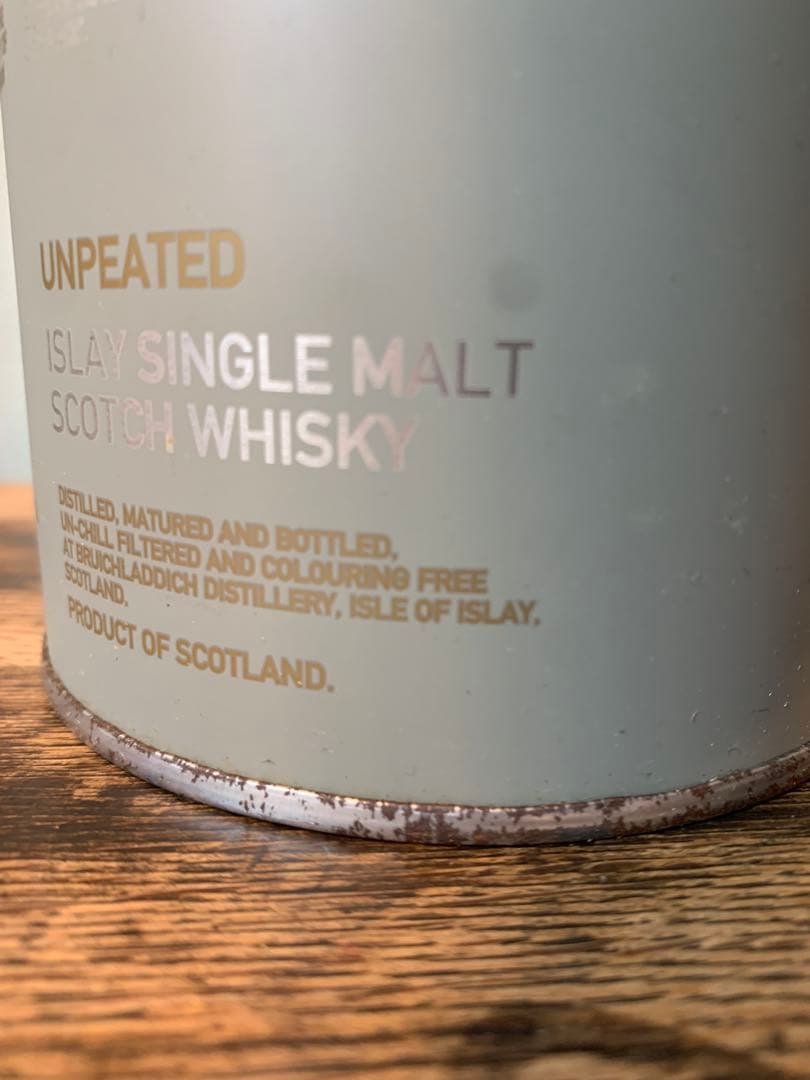 UNPEATED
ISLAY SINGLE MALT
SCOTCH WHISKY
DISTILLED, MATURED AND BOTTLED,
UN-CHILL FILTERED AND COLOURING FREE
AT BRUICHLADDICH DISTILLERY, ISLE OF ISLAY,
SCOTLAND.
PRODUCT OF SCOTLAND.